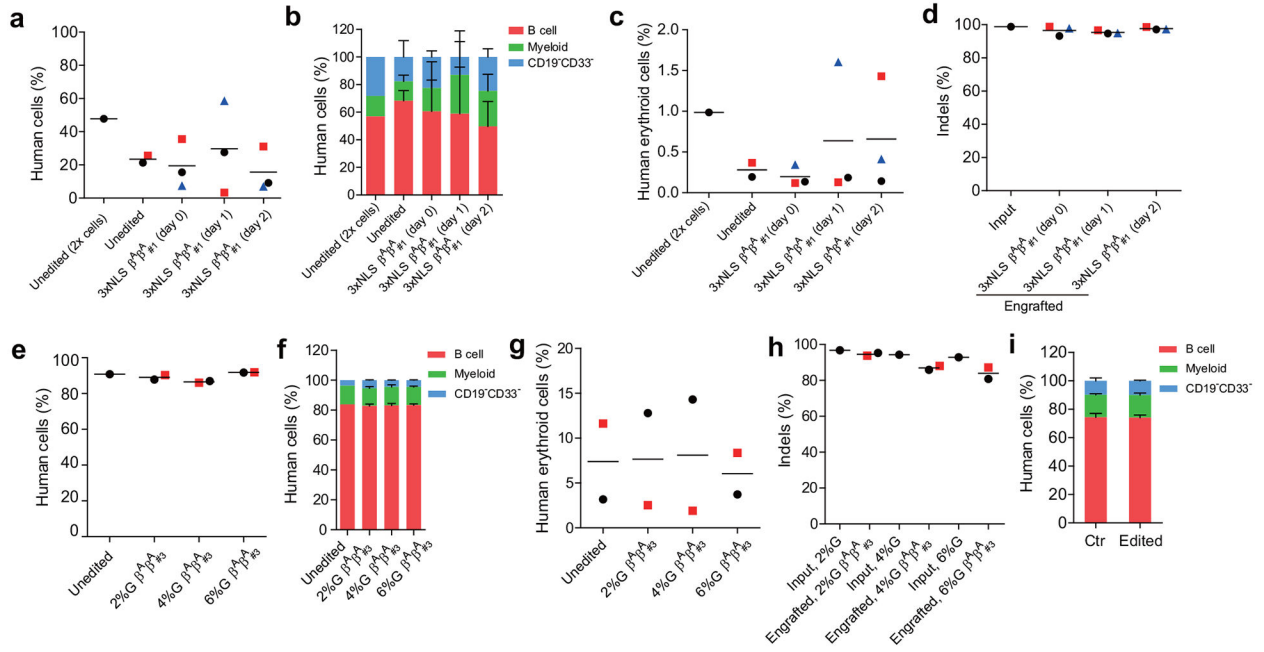 a
Human cells (%)
100
80
60
40
20
0
Unedited (2x cells)
Unedited
3xNLS βᴬβᴬ#1 (day 0)
3xNLS βᴬβᴬ#1 (day 1)
3xNLS βᴬβᴬ#1 (day 2)
b
B cell
Myeloid
CD19⁻CD33⁻
Human cells (%)
120
100
80
60
40
20
0
Unedited (2x cells)
Unedited
3xNLS βᴬβᴬ#1 (day 0)
3xNLS βᴬβᴬ#1 (day 1)
3xNLS βᴬβᴬ#1 (day 2)
c
Human erythroid cells (%)
2.0
1.5
1.0
0.5
0.0
Unedited (2x cells)
Unedited
3xNLS βᴬβᴬ#1 (day 0)
3xNLS βᴬβᴬ#1 (day 1)
3xNLS βᴬβᴬ#1 (day 2)
d
Indels (%)
100
80
60
40
20
0
Input
3xNLS βᴬβᴬ#1 (day 0)
3xNLS βᴬβᴬ#1 (day 1)
3xNLS βᴬβᴬ#1 (day 2)
Engrafted
e
Human cells (%)
100
80
60
40
20
0
Unedited
2%G βᴬβᴬ#3
4%G βᴬβᴬ#3
6%G βᴬβᴬ#3
f
B cell
Myeloid
CD19⁻CD33⁻
Human cells (%)
120
100
80
60
40
20
0
Unedited
2%G βᴬβᴬ#3
4%G βᴬβᴬ#3
6%G βᴬβᴬ#3
g
Human erythroid cells (%)
20
15
10
5
0
Unedited
2%G βᴬβᴬ#3
4%G βᴬβᴬ#3
6%G βᴬβᴬ#3
h
Indels (%)
100
80
60
40
20
0
Input, 2%G
Engrafted, 2%G βᴬβᴬ#3
Input, 4%G
Engrafted, 4%G βᴬβᴬ#3
Input, 6%G
Engrafted, 6%G βᴬβᴬ#3
i
B cell
Myeloid
CD19⁻CD33⁻
Human cells (%)
120
100
80
60
40
20
0
Ctr
Edited